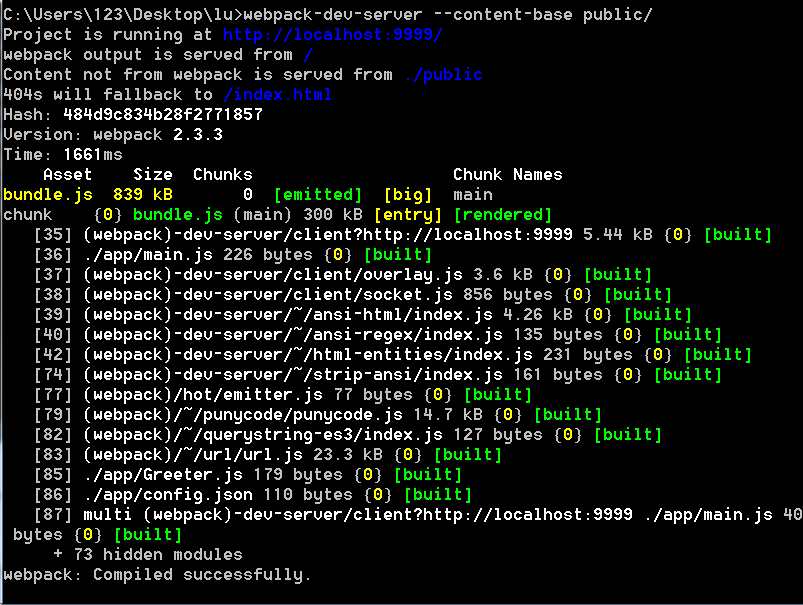 C:\Users\123\Desktop\lu>webpack-dev-server --content-base public/
Project is running at http://localhost:9999/
webpack output is served from /
Content not from webpack is served from ./public
404s will fallback to /index.html
Hash: 484d9c834b28f2771857
Version: webpack 2.3.3
Time: 1661ms
    Asset    Size  Chunks                    Chunk Names
bundle.js  839 kB       0  [emitted]  [big]  main
chunk    {0} bundle.js (main) 300 kB [entry] [rendered]
   [35] (webpack)-dev-server/client?http://localhost:9999 5.44 kB {0} [built]
   [36] ./app/main.js 226 bytes {0} [built]
   [37] (webpack)-dev-server/client/overlay.js 3.6 kB {0} [built]
   [38] (webpack)-dev-server/client/socket.js 856 bytes {0} [built]
   [39] (webpack)-dev-server/~/ansi-html/index.js 4.26 kB {0} [built]
   [40] (webpack)-dev-server/~/ansi-regex/index.js 135 bytes {0} [built]
   [42] (webpack)-dev-server/~/html-entities/index.js 231 bytes {0} [built]
   [74] (webpack)-dev-server/~/strip-ansi/index.js 161 bytes {0} [built]
   [77] (webpack)/hot/emitter.js 77 bytes {0} [built]
   [79] (webpack)/~/punycode/punycode.js 14.7 kB {0} [built]
   [82] (webpack)/~/querystring-es3/index.js 127 bytes {0} [built]
   [83] (webpack)/~/url/url.js 23.3 kB {0} [built]
   [85] ./app/Greeter.js 179 bytes {0} [built]
   [86] ./app/config.json 110 bytes {0} [built]
   [87] multi (webpack)-dev-server/client?http://localhost:9999 ./app/main.js 40
 bytes {0} [built]
     + 73 hidden modules
webpack: Compiled successfully.